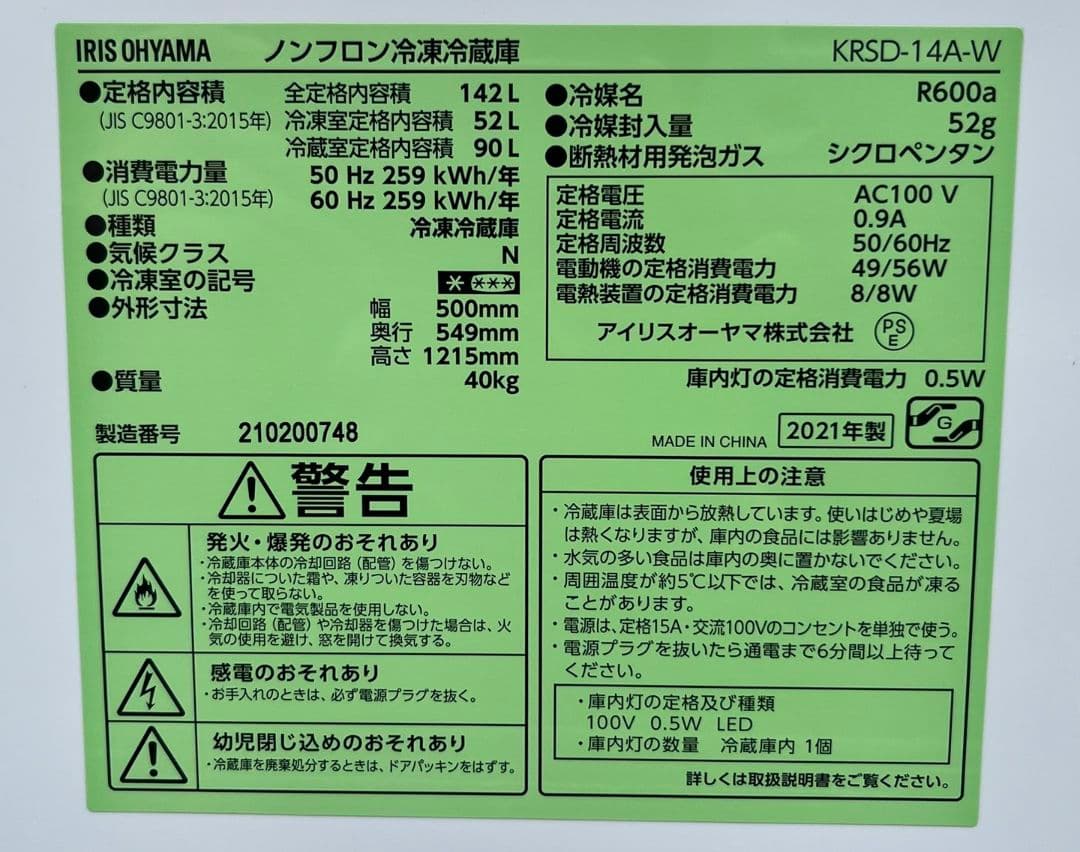 IRIS OHYAMA ノンフロン冷凍冷蔵庫 KRSD-14A-W
●定格内容積 全定格内容積 142 L
(JIS C9801-3:2015年) 冷凍室定格内容積 52 L
冷蔵室定格内容積 90 L
●消費電力量 50 Hz 259 kWh/年
(JIS C9801-3:2015年) 60 Hz 259 kWh/年
●種類 冷凍冷蔵庫
●気候クラス N
●冷凍室の記号 * ***
●外形寸法 幅 500mm
奥行 549mm
高さ 1215mm
●質量 40kg
製造番号 210200748
●冷媒名 R600a
●冷媒封入量 52g
●断熱材用発泡ガス シクロペンタン
定格電圧 AC100 V
定格電流 0.9A
定格周波数 50/60Hz
電動機の定格消費電力 49/56W
電熱装置の定格消費電力 8/8W
アイリスオーヤマ株式会社 PSE
庫内灯の定格消費電力 0.5W
MADE IN CHINA 2021年製 G
警告
発火・爆発のおそれあり
・冷蔵庫本体の冷却回路(配管)を傷つけない。
・冷却器についた霜や、凍りついた容器を刃物など
を使って取らない。
・冷蔵庫内で電気製品を使用しない。
・冷却回路(配管)や冷却器を傷つけた場合は、火
気の使用を避け、窓を開けて換気する。
感電のおそれあり
・お手入れのときは、必ず電源プラグを抜く。
幼児閉じ込めのおそれあり
・冷蔵庫を廃棄処分するときは、ドアパッキンをはずす。
使用上の注意
・冷蔵庫は表面から放熱しています。使いはじめや夏場
は熱くなりますが、庫内の食品には影響ありません。
・水気の多い食品は庫内の奥に置かないでください。
・周囲温度が約5℃以下では、冷蔵室の食品が凍る
ことがあります。
・電源は、定格15A・交流100Vのコンセントを単独で使う。
・電源プラグを抜いたら通電まで6分間以上待って
ください。
・庫内灯の定格及び種類
100V 0.5W LED
・庫内灯の数量 冷蔵庫内 1個
詳しくは取扱説明書をご覧ください。